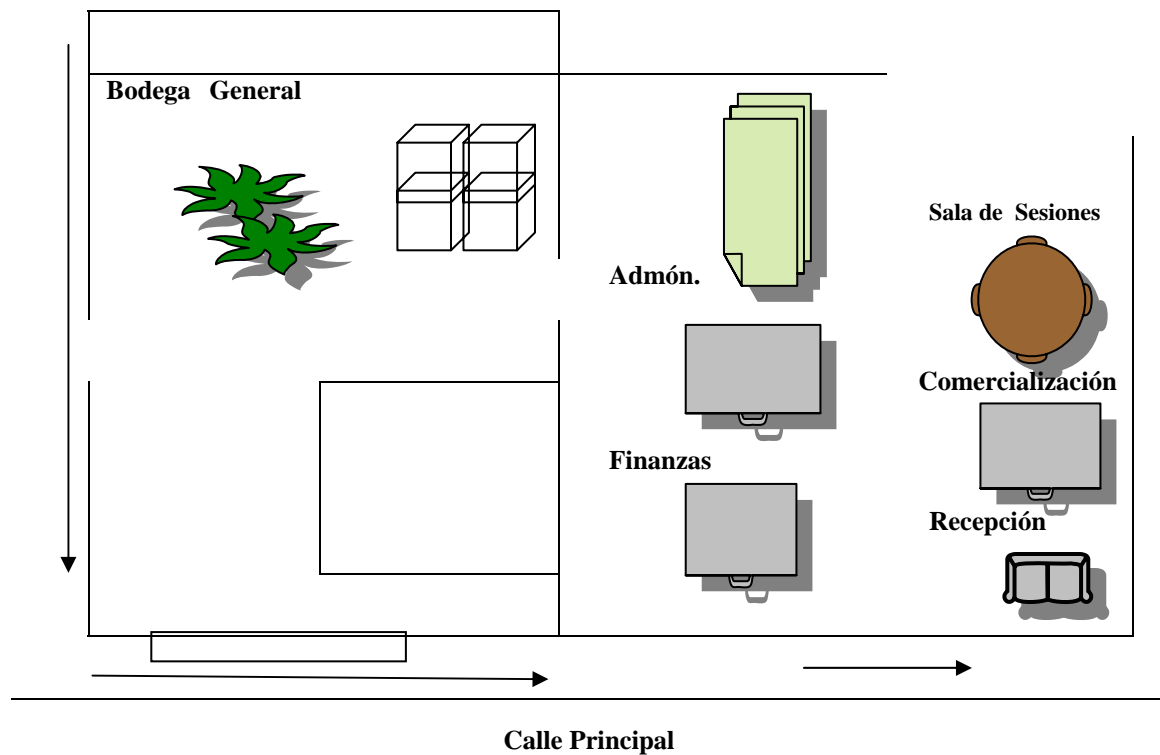 Bodega General
Sala de Sesiones
Admón.
Comercialización
Finanzas
Recepción
Calle Principal